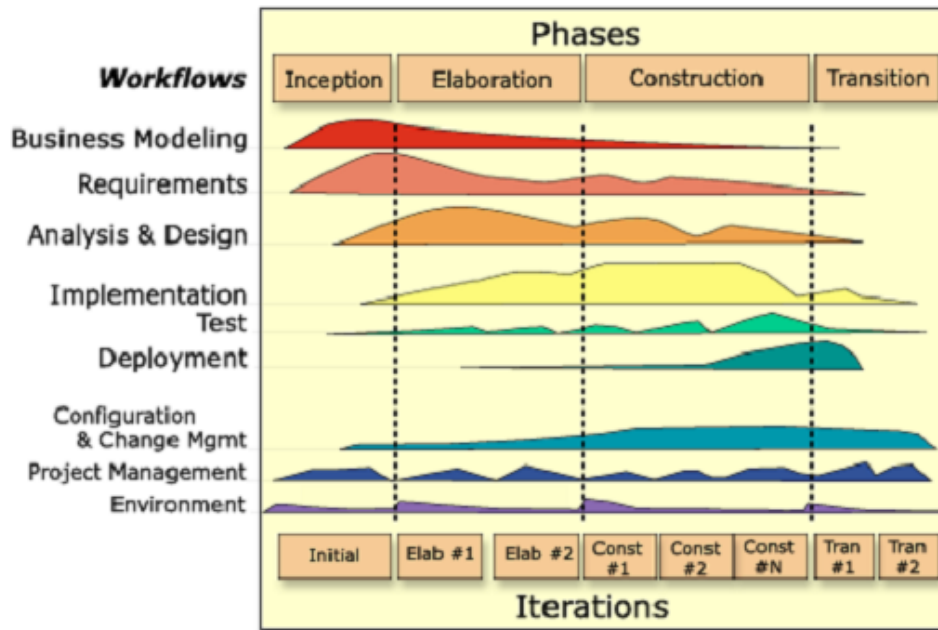 Phases
Workflows
Inception
Elaboration
Construction
Transition
Business Modeling
Requirements
Analysis & Design
Implementation
Test
Deployment
Configuration
& Change Mgmt
Project Management
Environment
Initial
Elab #1
Elab #2
Const
#1
Const
#2
Const
#N
Tran
#1
Tran
#2
Iterations